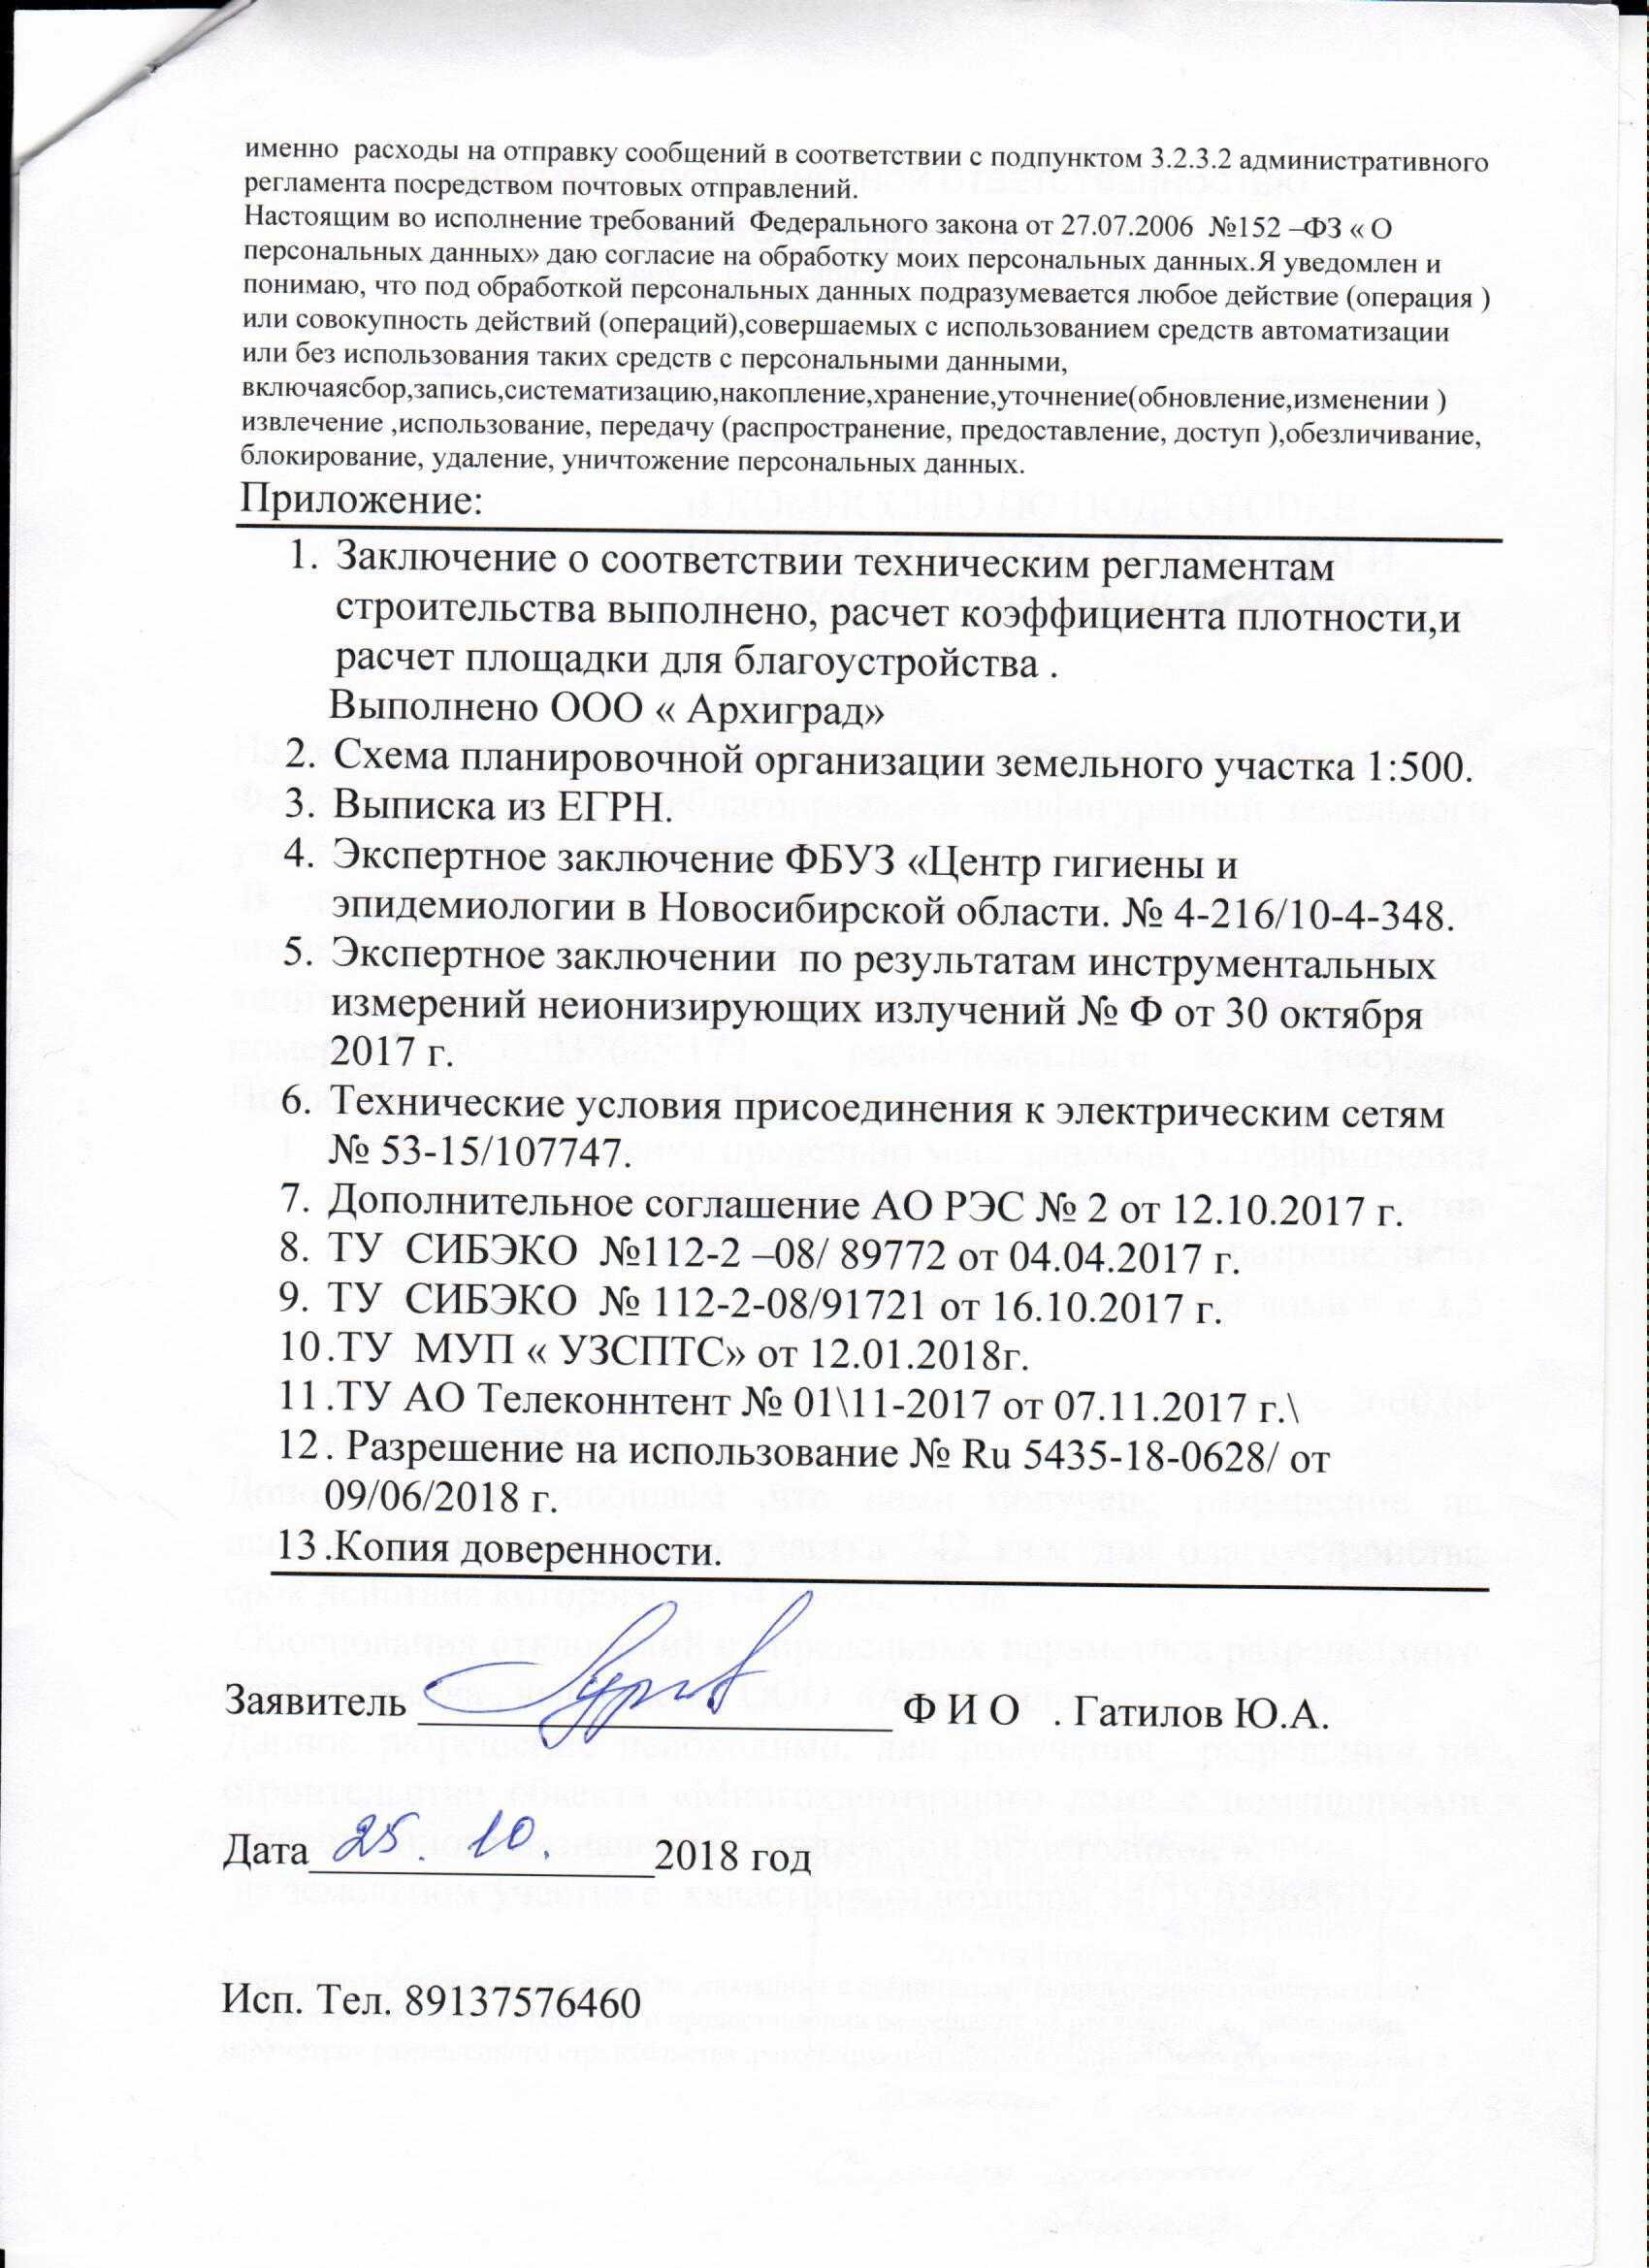 именно расходы на отправку сообщений в соответствии с подпунктом 3.2.3.2 административного
регламента посредством почтовых отправлений.
Настоящим во исполнение требований Федерального закона от 27.07.2006 №152 –ФЗ « О
персональных данных» даю согласие на обработку моих персональных данных.Я уведомлен и
понимаю, что под обработкой персональных данных подразумевается любое действие (операция )
или совокупность действий (операций),совершаемых с использованием средств автоматизации
или без использования таких средств с персональными данными,
включаясбор,запись,систематизацию,накопление,хранение,уточнение(обновление,изменении )
извлечение ,использование, передачу (распространение, предоставление, доступ ),обезличивание,
блокирование, удаление, уничтожение персональных данных.
Приложение:
1. Заключение о соответствии техническим регламентам
строительства выполнено, расчет коэффициента плотности,и
расчет площадки для благоустройства .
Выполнено ООО « Архиград»
2. Схема планировочной организации земельного участка 1:500.
3. Выписка из ЕГРН.
4. Экспертное заключение ФБУЗ «Центр гигиены и
эпидемиологии в Новосибирской области. № 4-216/10-4-348.
5. Экспертное заключении по результатам инструментальных
измерений неионизирующих излучений № Ф от 30 октября
2017 г.
6. Технические условия присоединения к электрическим сетям
№ 53-15/107747.
7. Дополнительное соглашение АО РЭС № 2 от 12.10.2017 г.
8. ТУ СИБЭКО №112-2 –08/ 89772 от 04.04.2017 г.
9. ТУ СИБЭКО № 112-2-08/91721 от 16.10.2017 г.
10.ТУ МУП « УЗСПТС» от 12.01.2018г.
11.ТУ АО Телеконнтент № 01\11-2017 от 07.11.2017 г.\
12. Разрешение на использование № Ru 5435-18-0628/ от
09/06/2018 г.
13.Копия доверенности.
Заявитель ____________________ Ф И О . Гатилов Ю.А.
Дата 25. 10. 2018 год
Исп. Тел. 89137576460